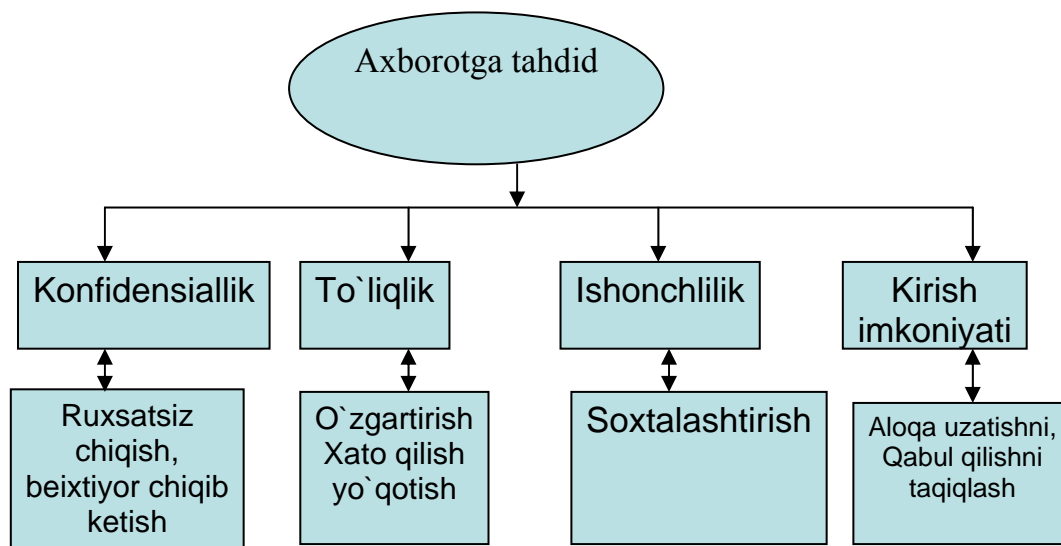 Axborotga tahdid
Konfidensiallik
To`liqlik
Ishonchlilik
Kirish
imkoniyati
Ruxsatsiz
chiqish,
beixtiyor chiqib
ketish
O`zgartirish
Xato qilish
yo`qotish
Soxtalashtirish
Aloqa uzatishni,
Qabul qilishni
taqiqlash